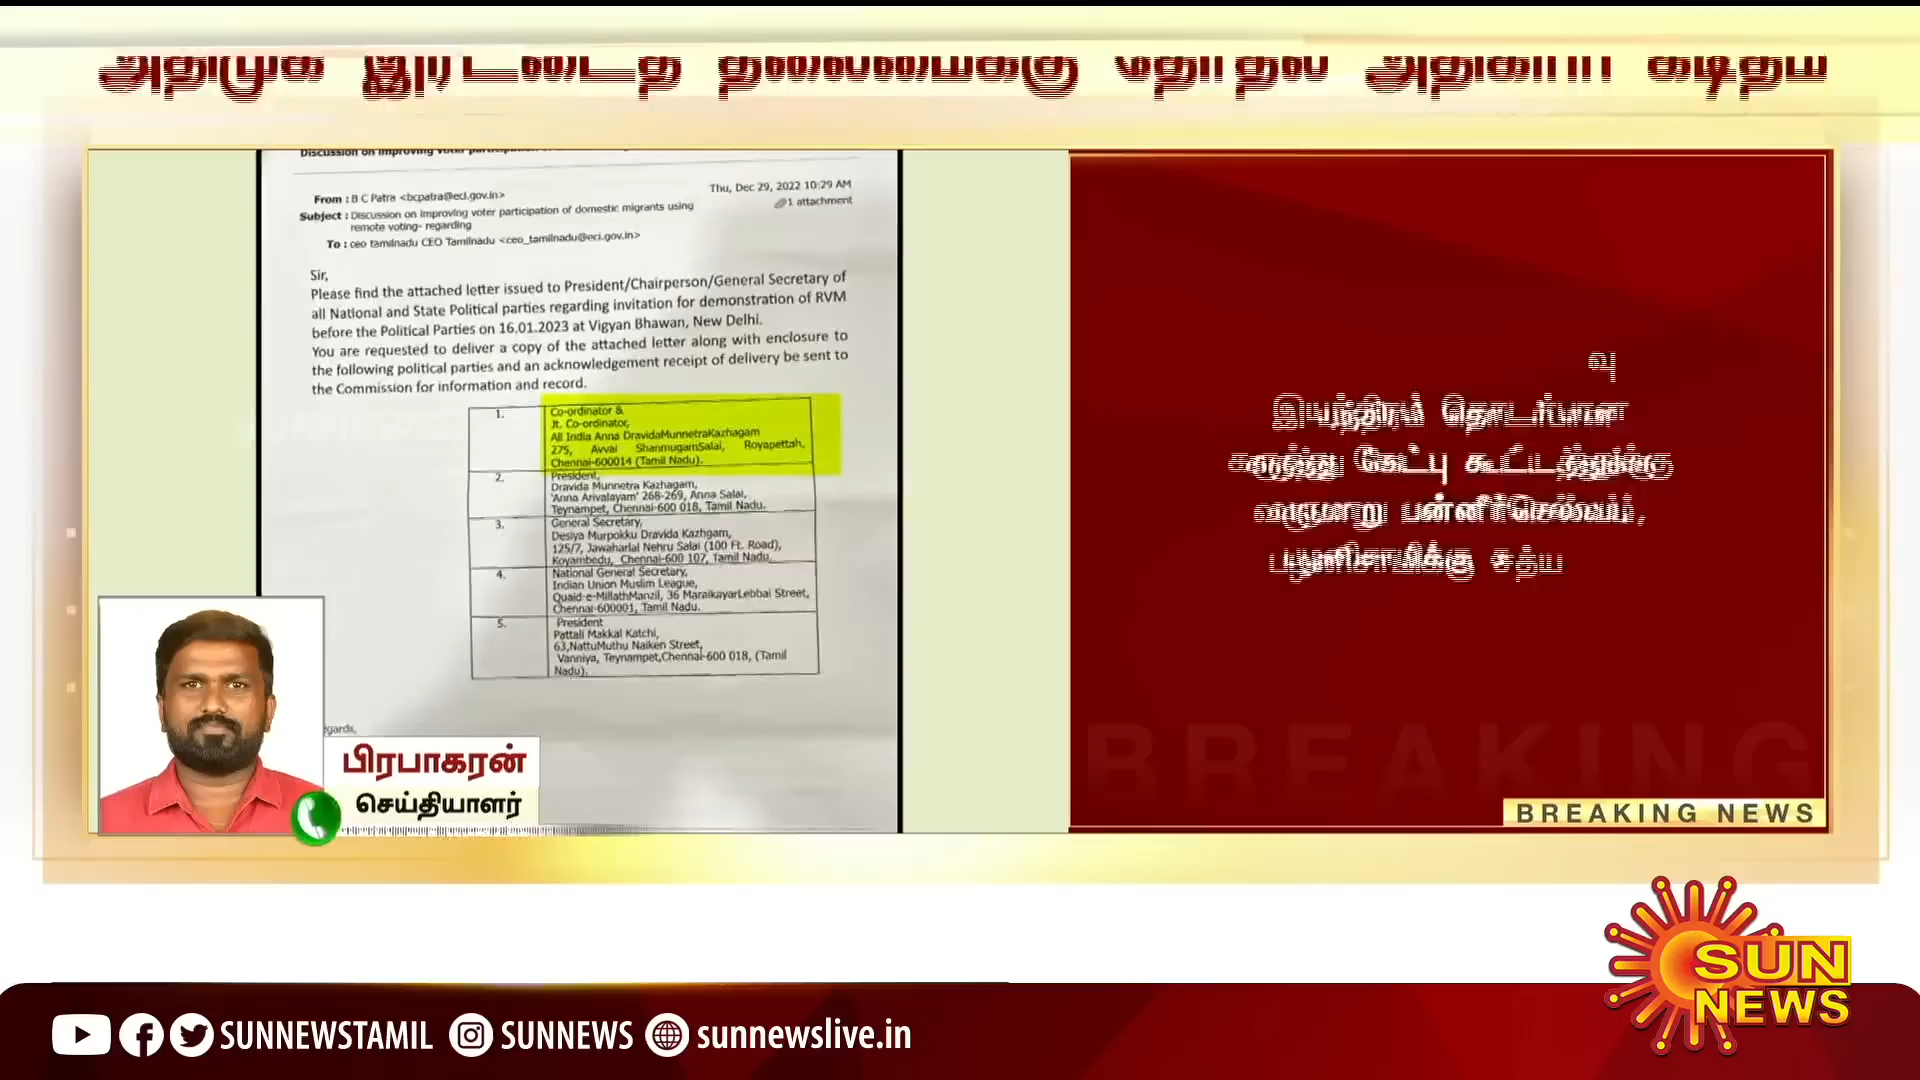 அதிமுக இரட்டைத் தலைமைக்கு தேர்தல் அதிகாரி கடிதம்
Discussion on improving voter participation of
From : B C Patra <bcpatra@eci.gov.in>
Thu, Dec 29, 2022 10:29 AM
Subject : Discussion on improving voter participation of domestic migrants using
remote voting- regarding
1 attachment
To : ceo tamilnadu CEO Tamilnadu <ceo_tamilnadu@eci.gov.in>
Sir,
Please find the attached letter issued to President/Chairperson/General Secretary of
all National and State Political parties regarding invitation for demonstration of RVM
before the Political Parties on 16.01.2023 at Vigyan Bhawan, New Delhi.
You are requested to deliver a copy of the attached letter along with enclosure to
the following political parties and an acknowledgement receipt of delivery be sent to
the Commission for information and record.
1.
Co-ordinator &
Jt. Co-ordinator,
All India Anna DravidaMunnetraKazhagam
275, Avvai ShanmugamSalai, Royapettah,
Chennai-600014 (Tamil Nadu).
2.
President,
Dravida Munnetra Kazhagam,
'Anna Arivalayam' 268-269, Anna Salai,
Teynampet, Chennai-600 018, Tamil Nadu.
3.
General Secretary,
Desiya Murpokku Dravida Kazhgam,
125/7, Jawaharlal Nehru Salai (100 Ft. Road),
Koyambedu, Chennai-600 107, Tamil Nadu.
4.
National General Secretary,
Indian Union Muslim League,
Quaid-e-MillathManzil, 36 MaraikayarLebbai Street,
Chennai-600001, Tamil Nadu.
5.
President
Pattali Makkal Katchi,
63,NattuMuthu Naiken Street,
Vanniya, Teynampet,Chennai-600 018, (Tamil
Nadu).
gards,
பிரபாகரன்
செய்தியாளர்
வு
இயந்திரம் தொடர்பான
கருத்து கேட்பு கூட்டத்துக்கு
வருமாறு பன்னீர்செல்வம்,
பழனிசாமிக்கு சத்ய
BREAKING
BREAKING NEWS
SUN
NEWS
SUNNEWSTAMIL SUNNEWS sunnewslive.in